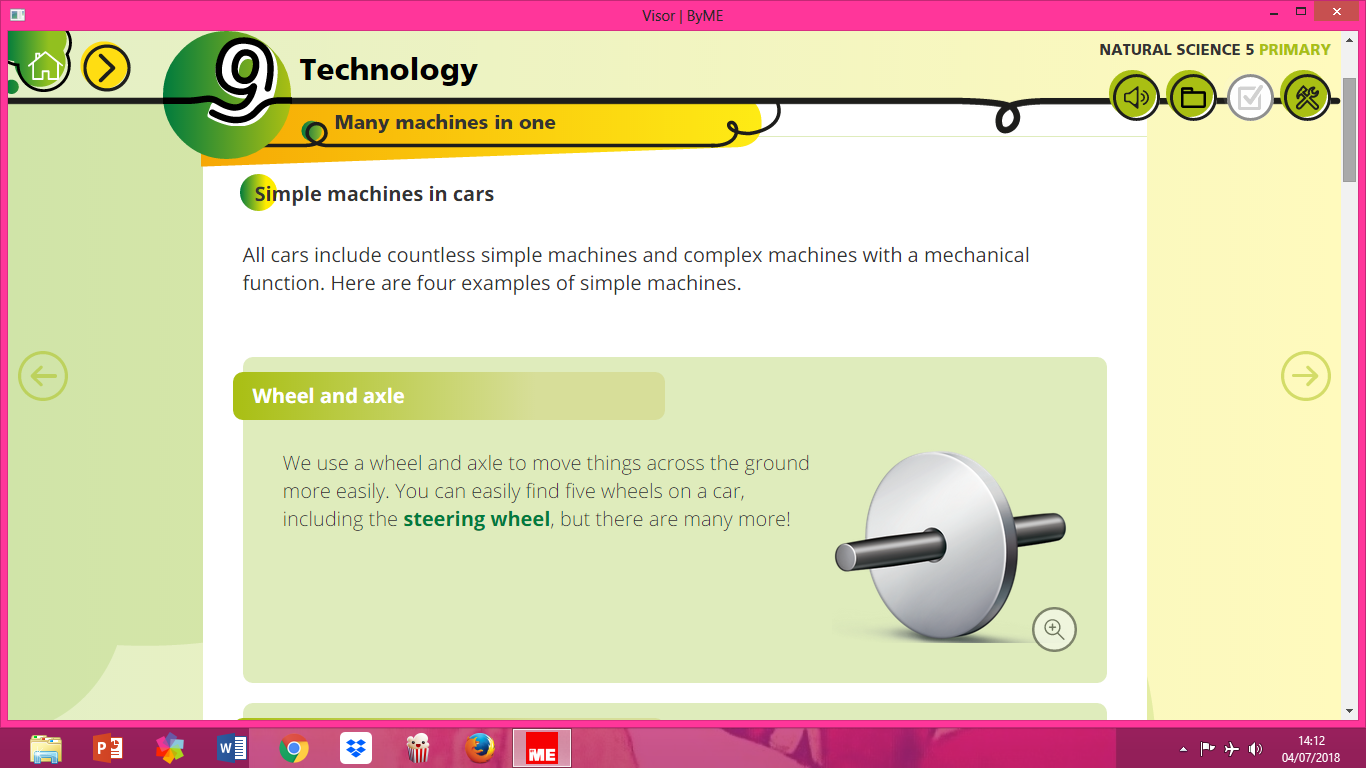 Visor | ByME
NATURAL SCIENCE 5 PRIMARY
9
Technology
Many machines in one
Simple machines in cars
All cars include countless simple machines and complex machines with a mechanical
function. Here are four examples of simple machines.
Wheel and axle
We use a wheel and axle to move things across the ground
more easily. You can easily find five wheels on a car,
including the steering wheel, but there are many more!
ME
14:12
04/07/2018